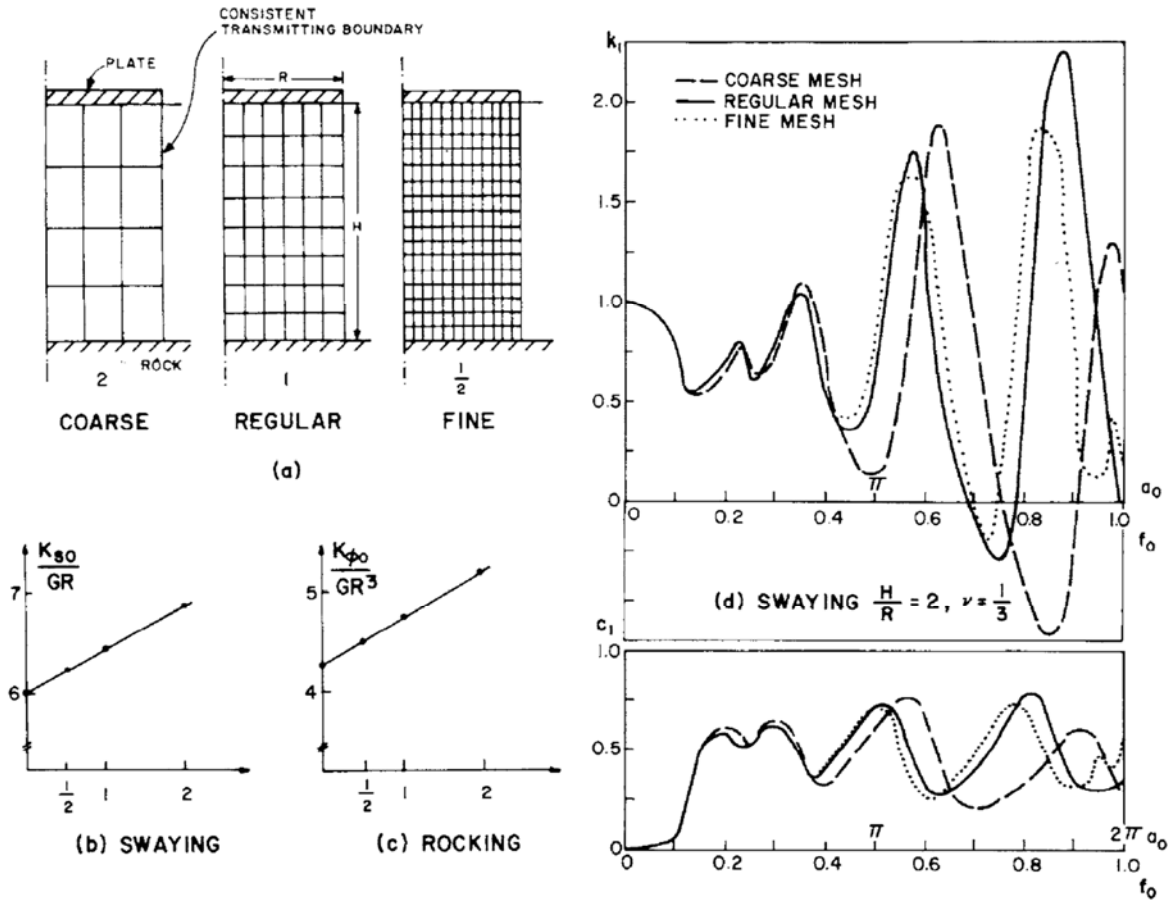 CONSISTENT
TRANSMITTING BOUNDARY
PLATE
R
H
ROCK
2
1
1/2
COARSE
REGULAR
FINE
(a)
K_so/GR
7
6
1/2
1
2
(b) SWAYING
K_φo/GR³
5
4
1/2
1
2
(c) ROCKING
k₁
COARSE MESH
REGULAR MESH
FINE MESH
2.0
1.5
1.0
0.5
0
π
a₀
0 0.2 0.4 0.6 0.8 1.0
f₀
(d) SWAYING H/R = 2, ν = 1/3
c₁
1.0
0.5
0
π
2π a₀
0 0.2 0.4 0.6 0.8 1.0
f₀